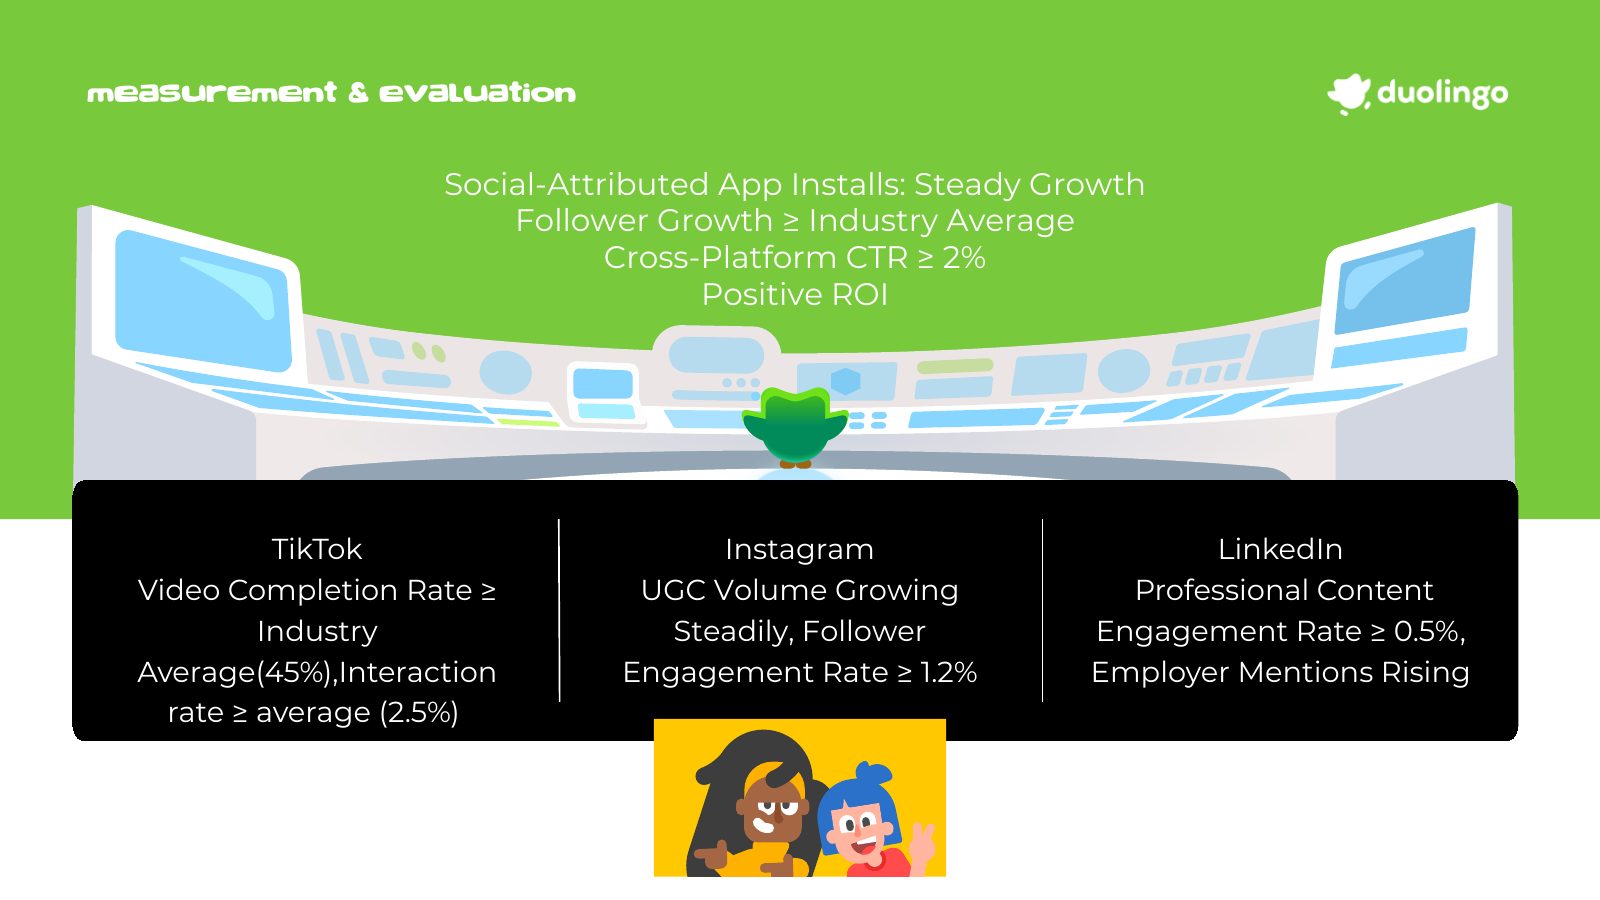 measurement & evaluation
duolingo
Social-Attributed App Installs: Steady Growth
Follower Growth ≥ Industry Average
Cross-Platform CTR ≥ 2%
Positive ROI
TikTok
Video Completion Rate ≥
Industry
Average(45%),Interaction
rate ≥ average (2.5%)
Instagram
UGC Volume Growing
Steadily, Follower
Engagement Rate ≥ 1.2%
LinkedIn
Professional Content
Engagement Rate ≥ 0.5%,
Employer Mentions Rising